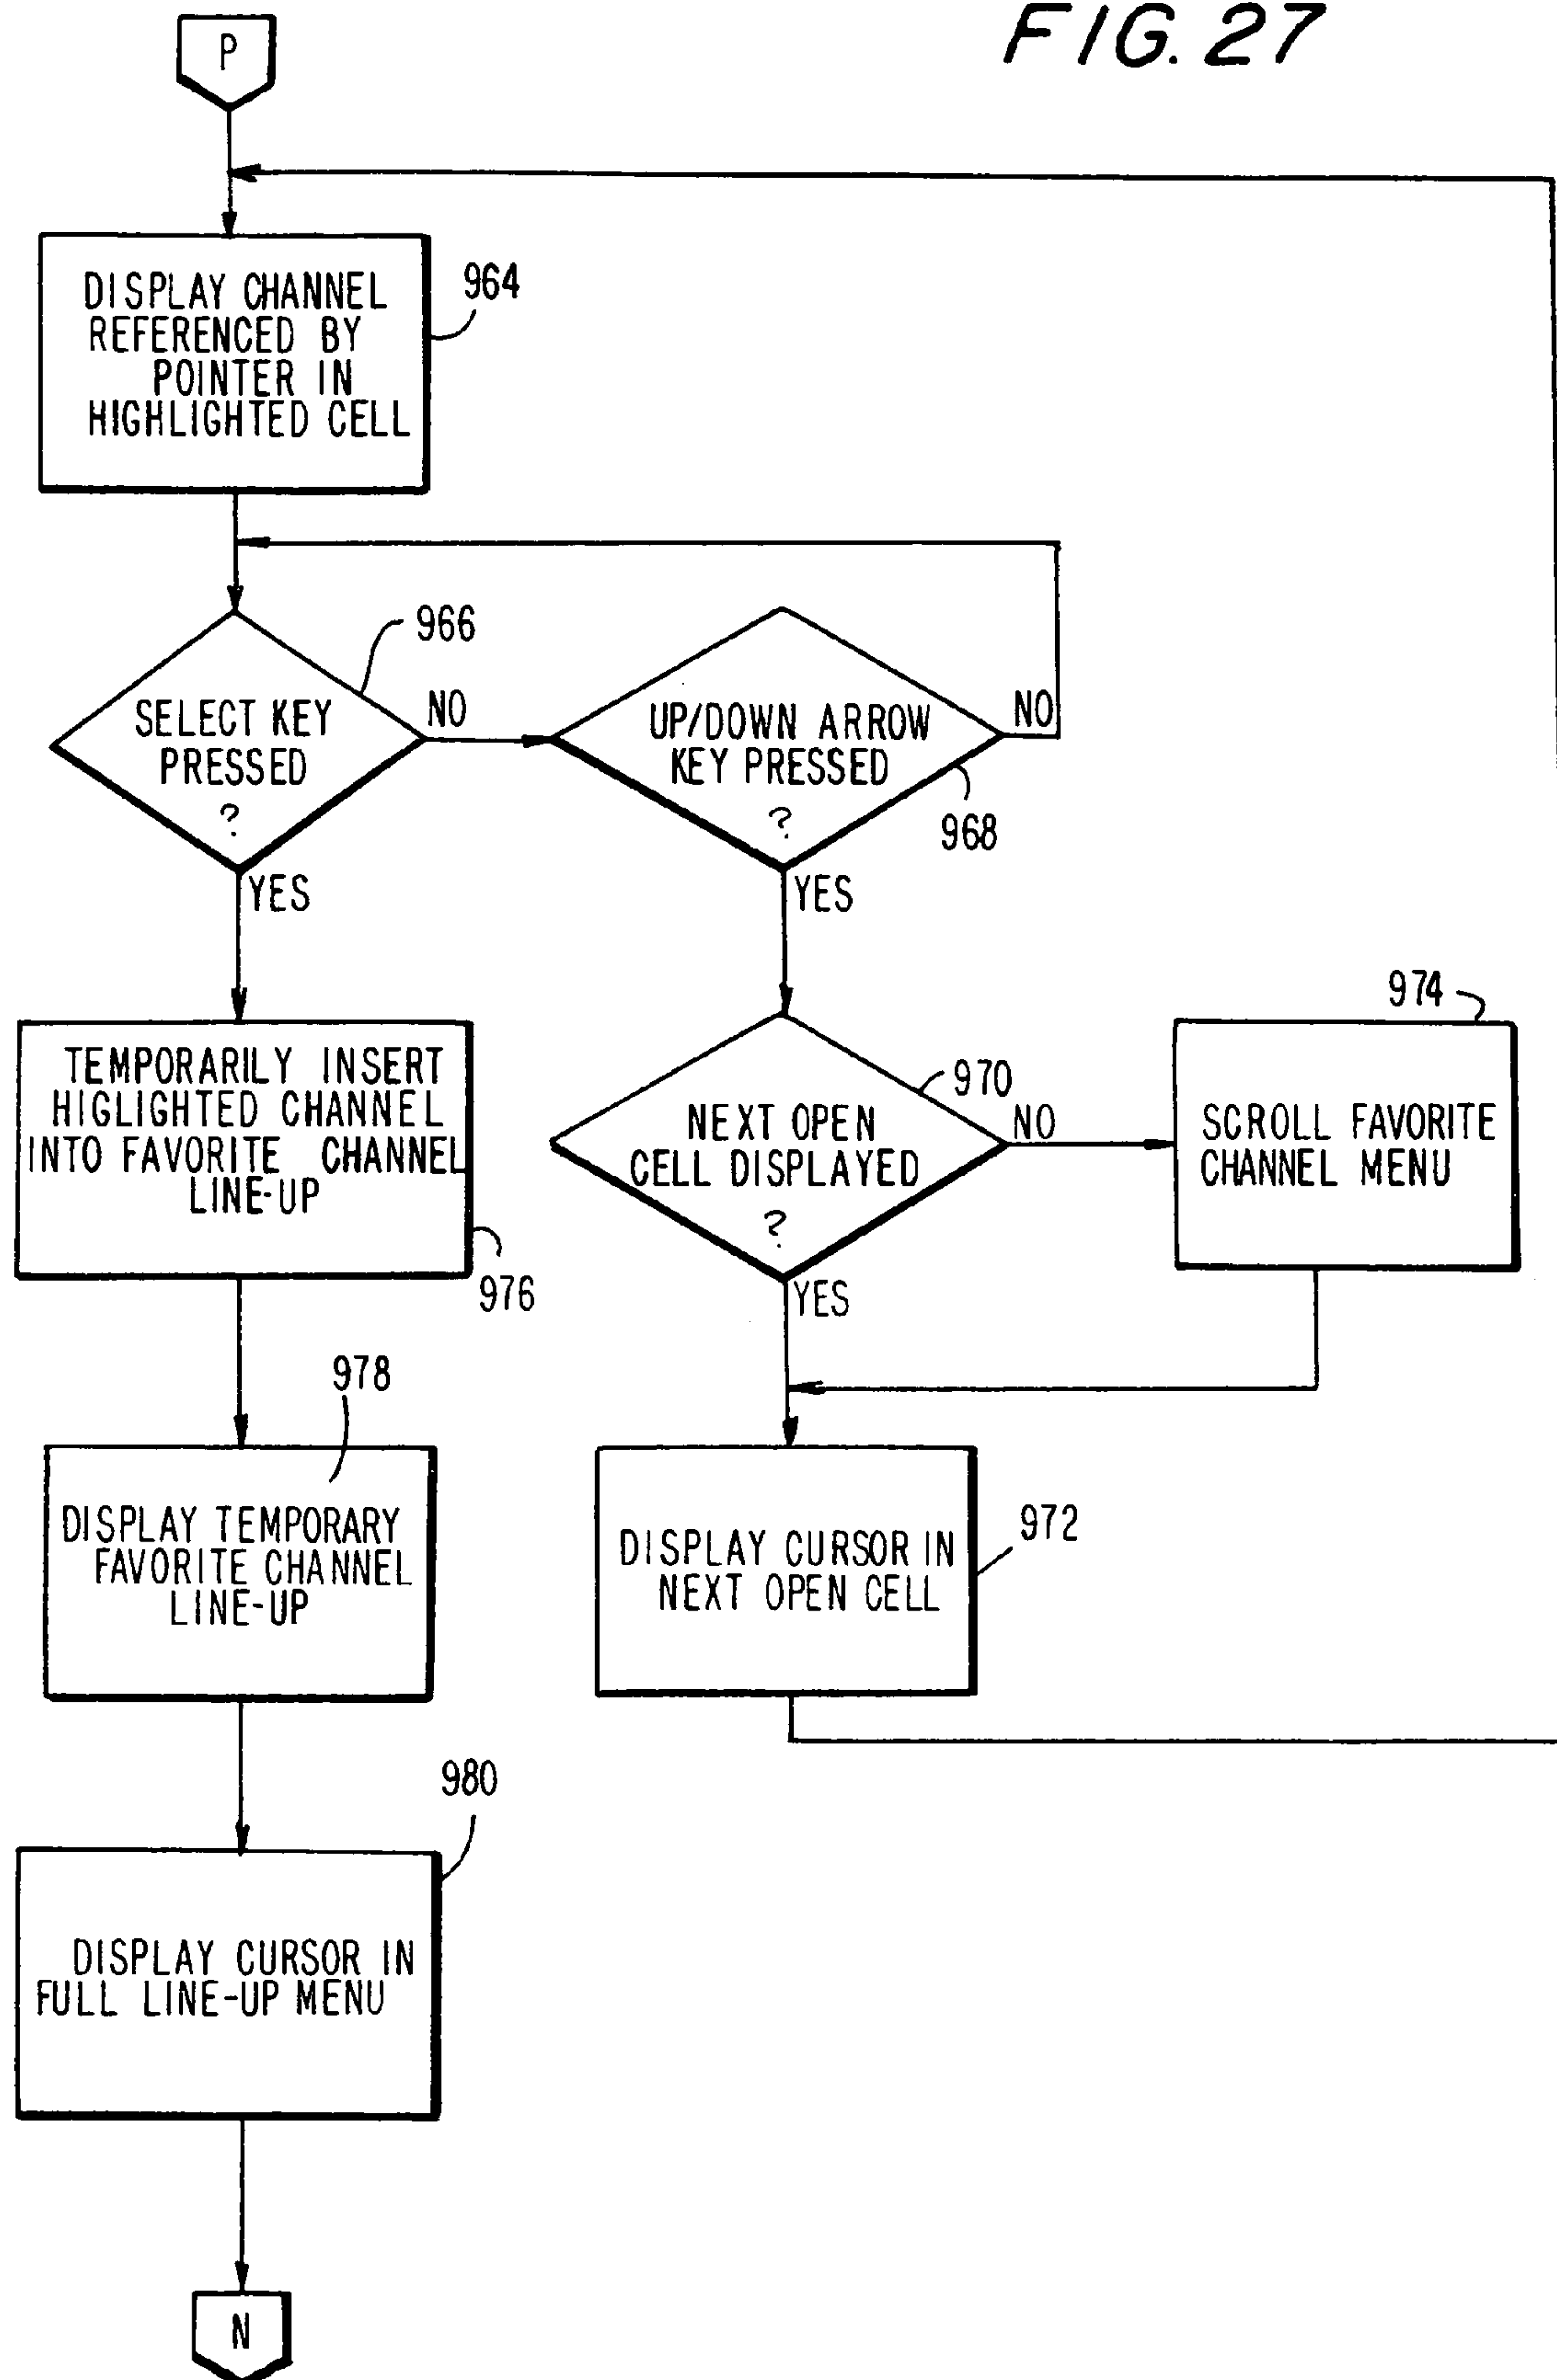 FIG. 27
P
DISPLAY CHANNEL
REFERENCED BY
POINTER IN
HIGHLIGHTED CELL
964
966
SELECT KEY
PRESSED
?
NO
UP/DOWN ARROW
KEY PRESSED
?
NO
968
YES
YES
974
TEMPORARILY INSERT
HIGLIGHTED CHANNEL
INTO FAVORITE CHANNEL
LINE-UP
976
970
NEXT OPEN
CELL DISPLAYED
?
NO
SCROLL FAVORITE
CHANNEL MENU
YES
978
DISPLAY TEMPORARY
FAVORITE CHANNEL
LINE-UP
DISPLAY CURSOR IN
NEXT OPEN CELL
972
980
DISPLAY CURSOR IN
FULL LINE-UP MENU
N